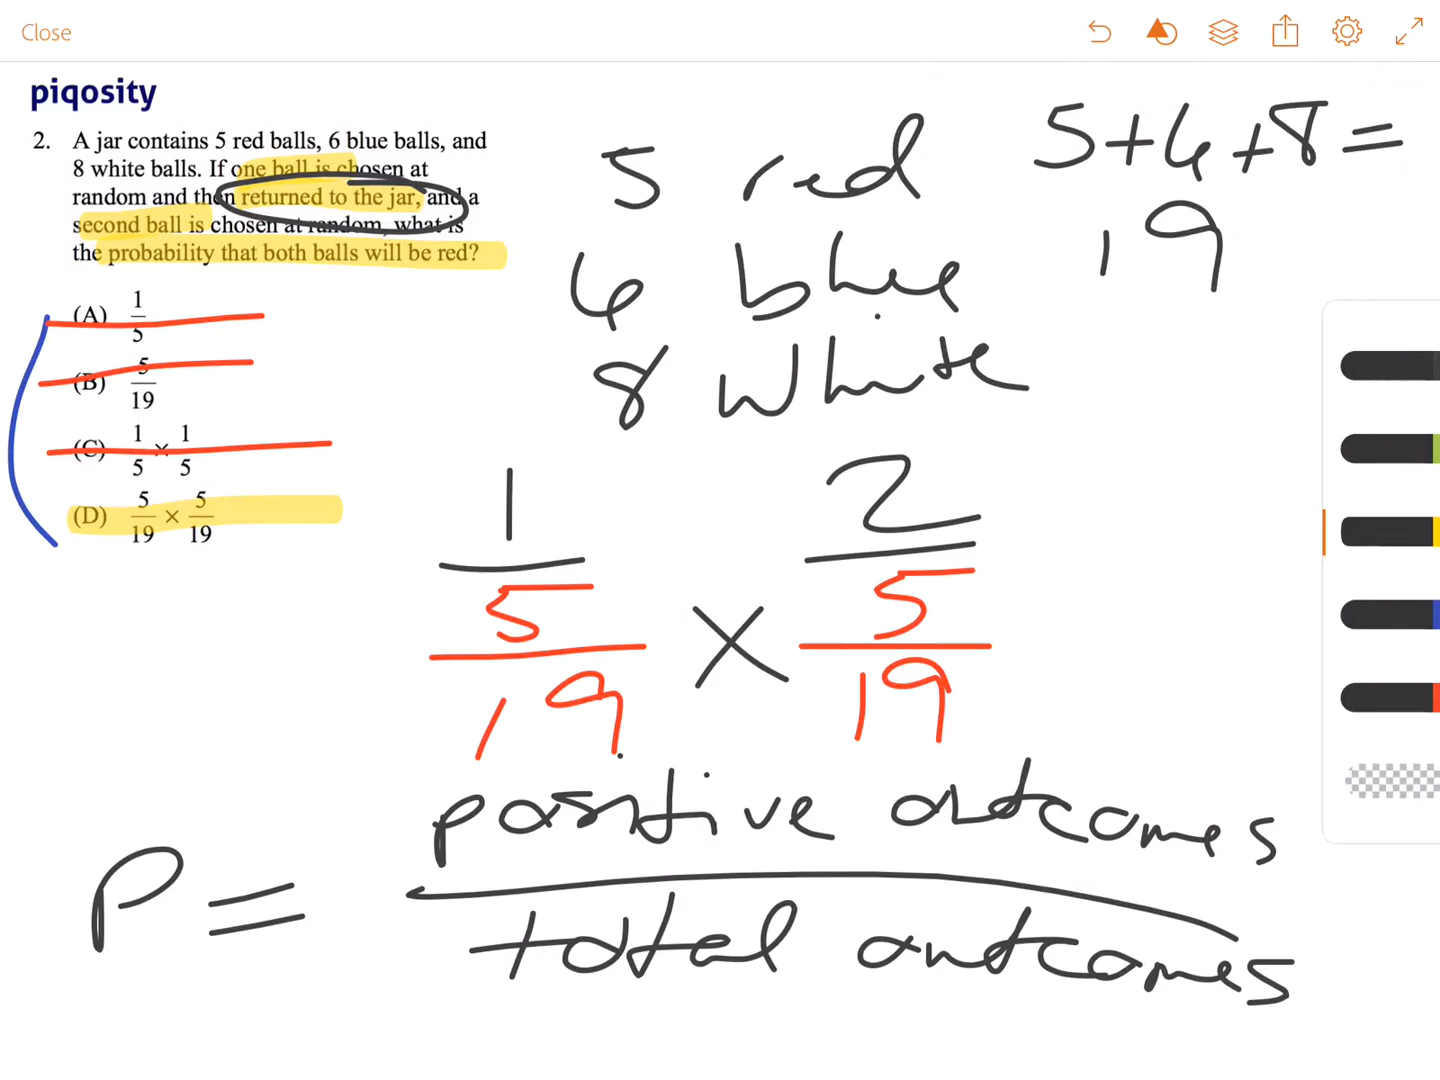 Close
piqosity
2. A jar contains 5 red balls, 6 blue balls, and
8 white balls. If one ball is chosen at
random and then returned to the jar, and a
second ball is chosen at random, what is
the probability that both balls will be red?
(A) 1/5
(B) 5/19
(C) 1/5 × 1/5
(D) 5/19 × 5/19
5 red
6 blue
8 white
5+6+8=
19
1 2
5/19 × 5/19
P = positive outcomes
total outcomes